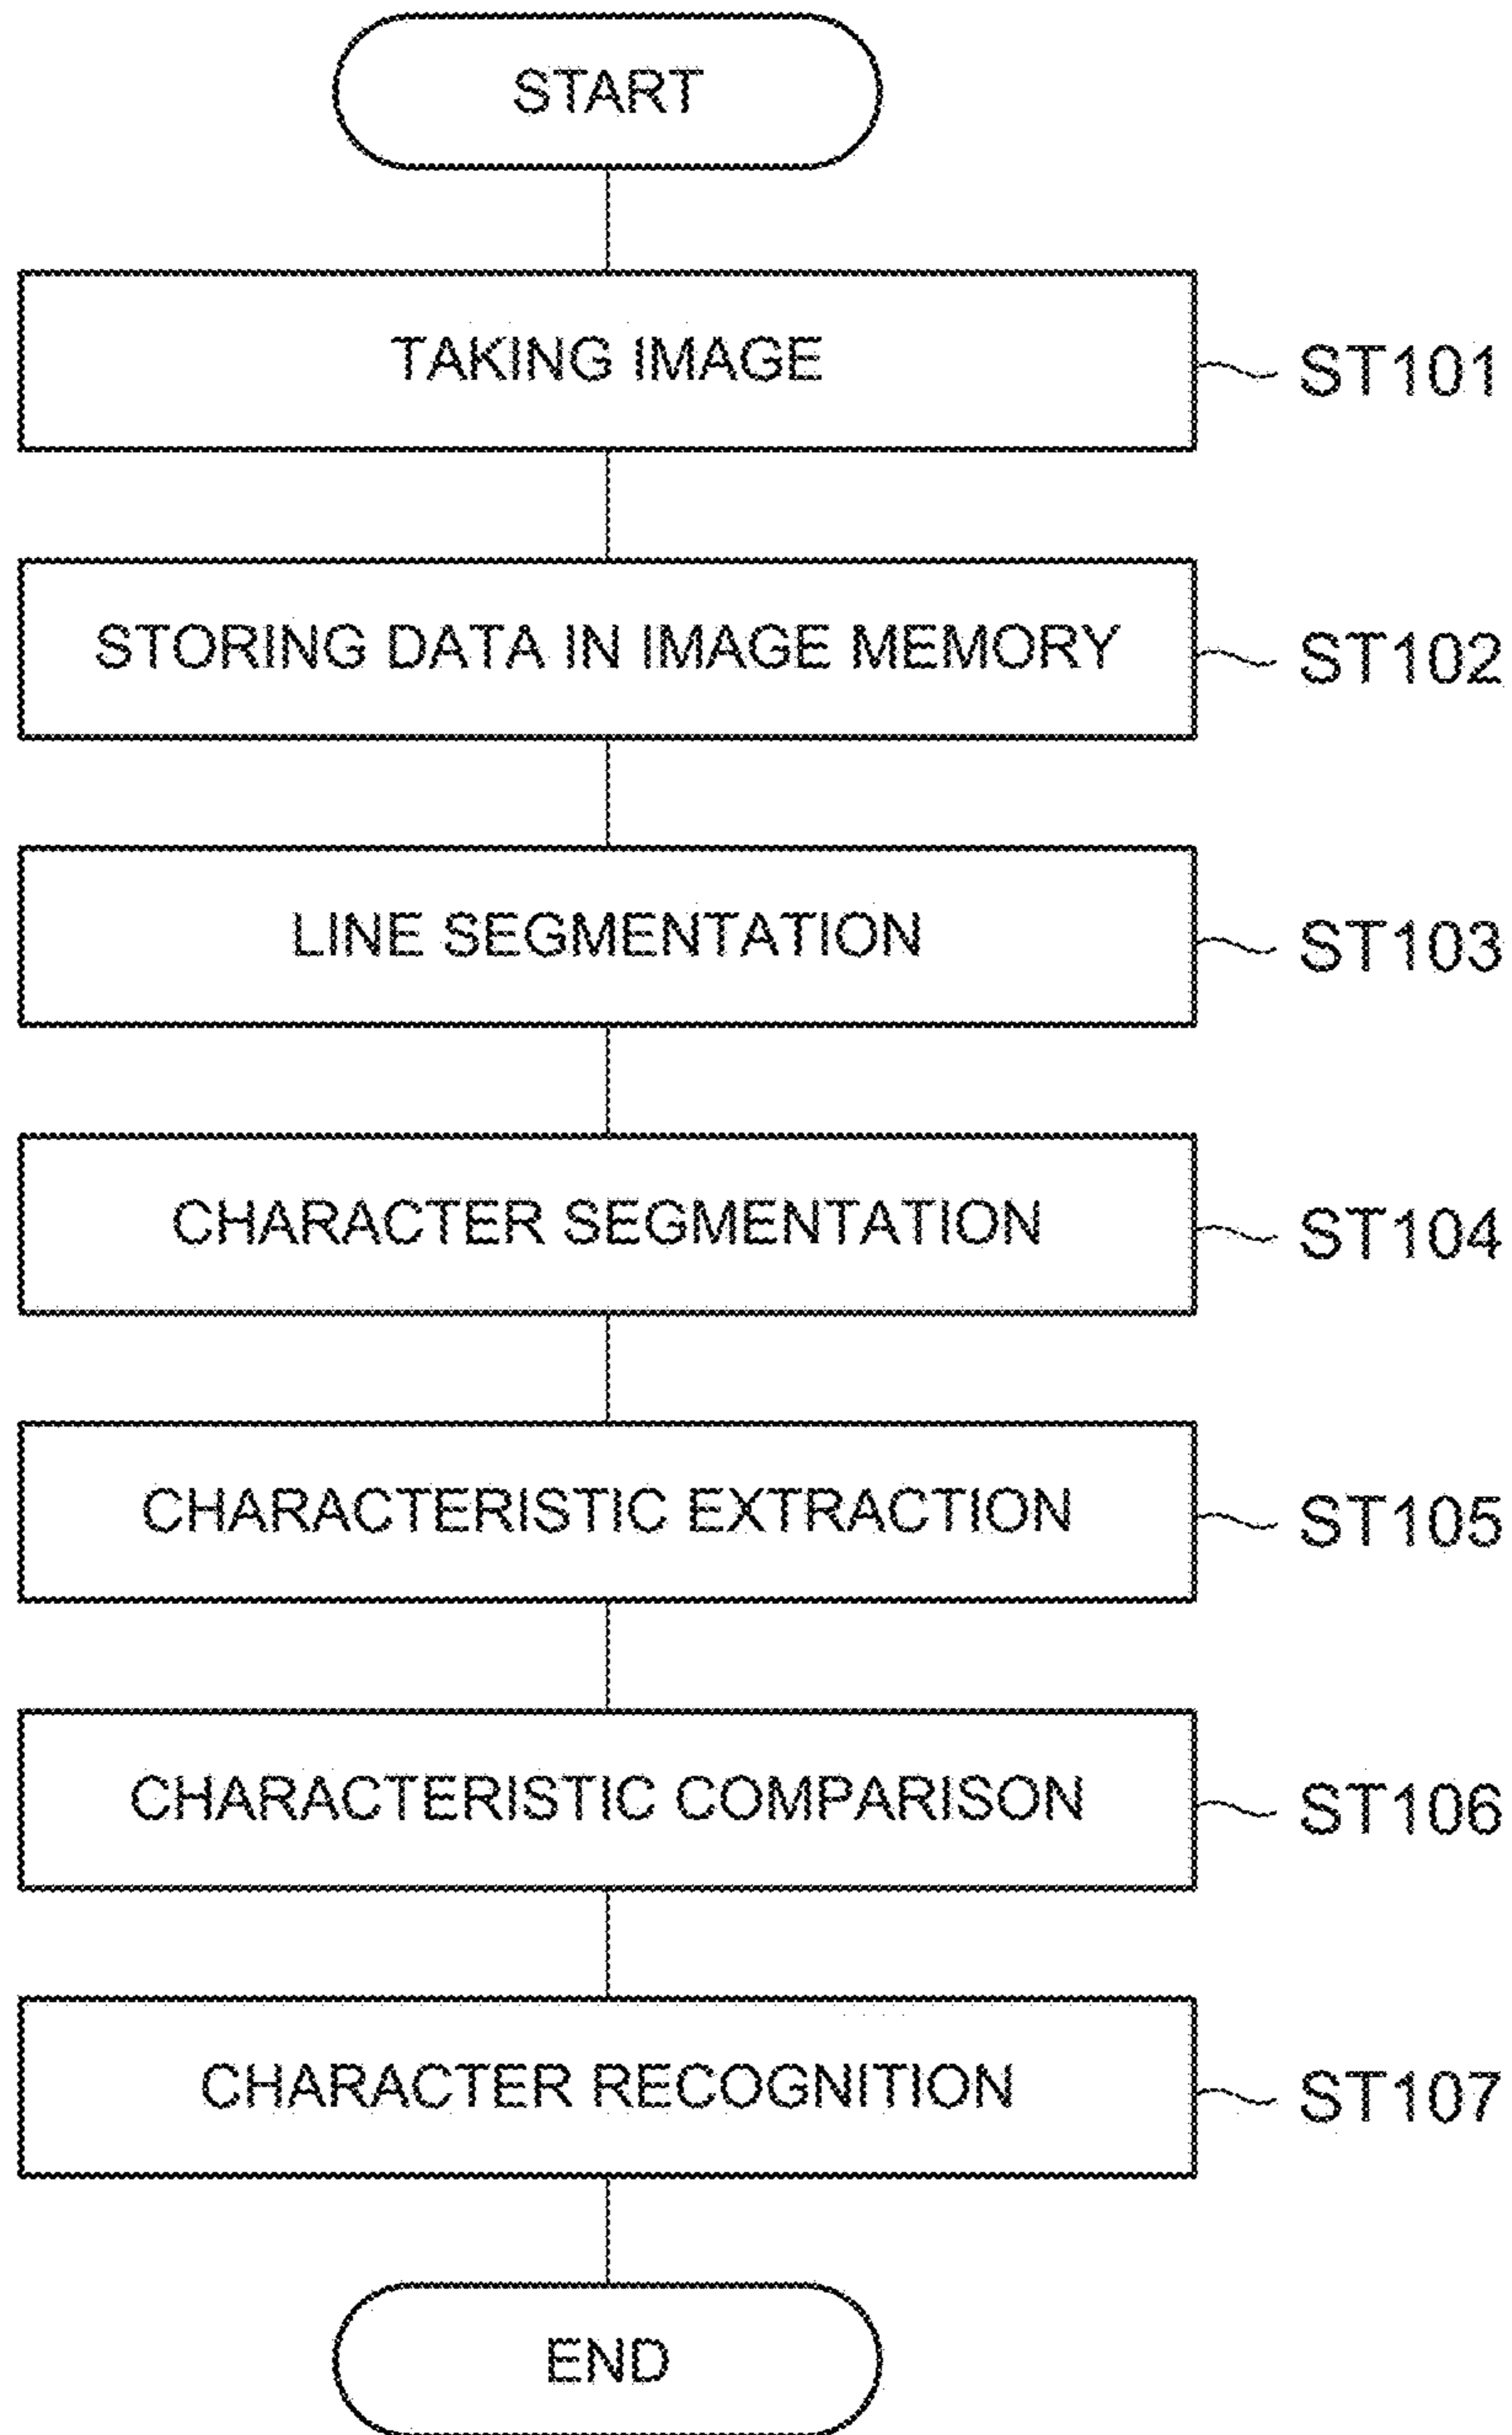 START
TAKING IMAGE
ST101
STORING DATA IN IMAGE MEMORY
ST102
LINE SEGMENTATION
ST103
CHARACTER SEGMENTATION
ST104
CHARACTERISTIC EXTRACTION
ST105
CHARACTERISTIC COMPARISON
ST106
CHARACTER RECOGNITION
ST107
END